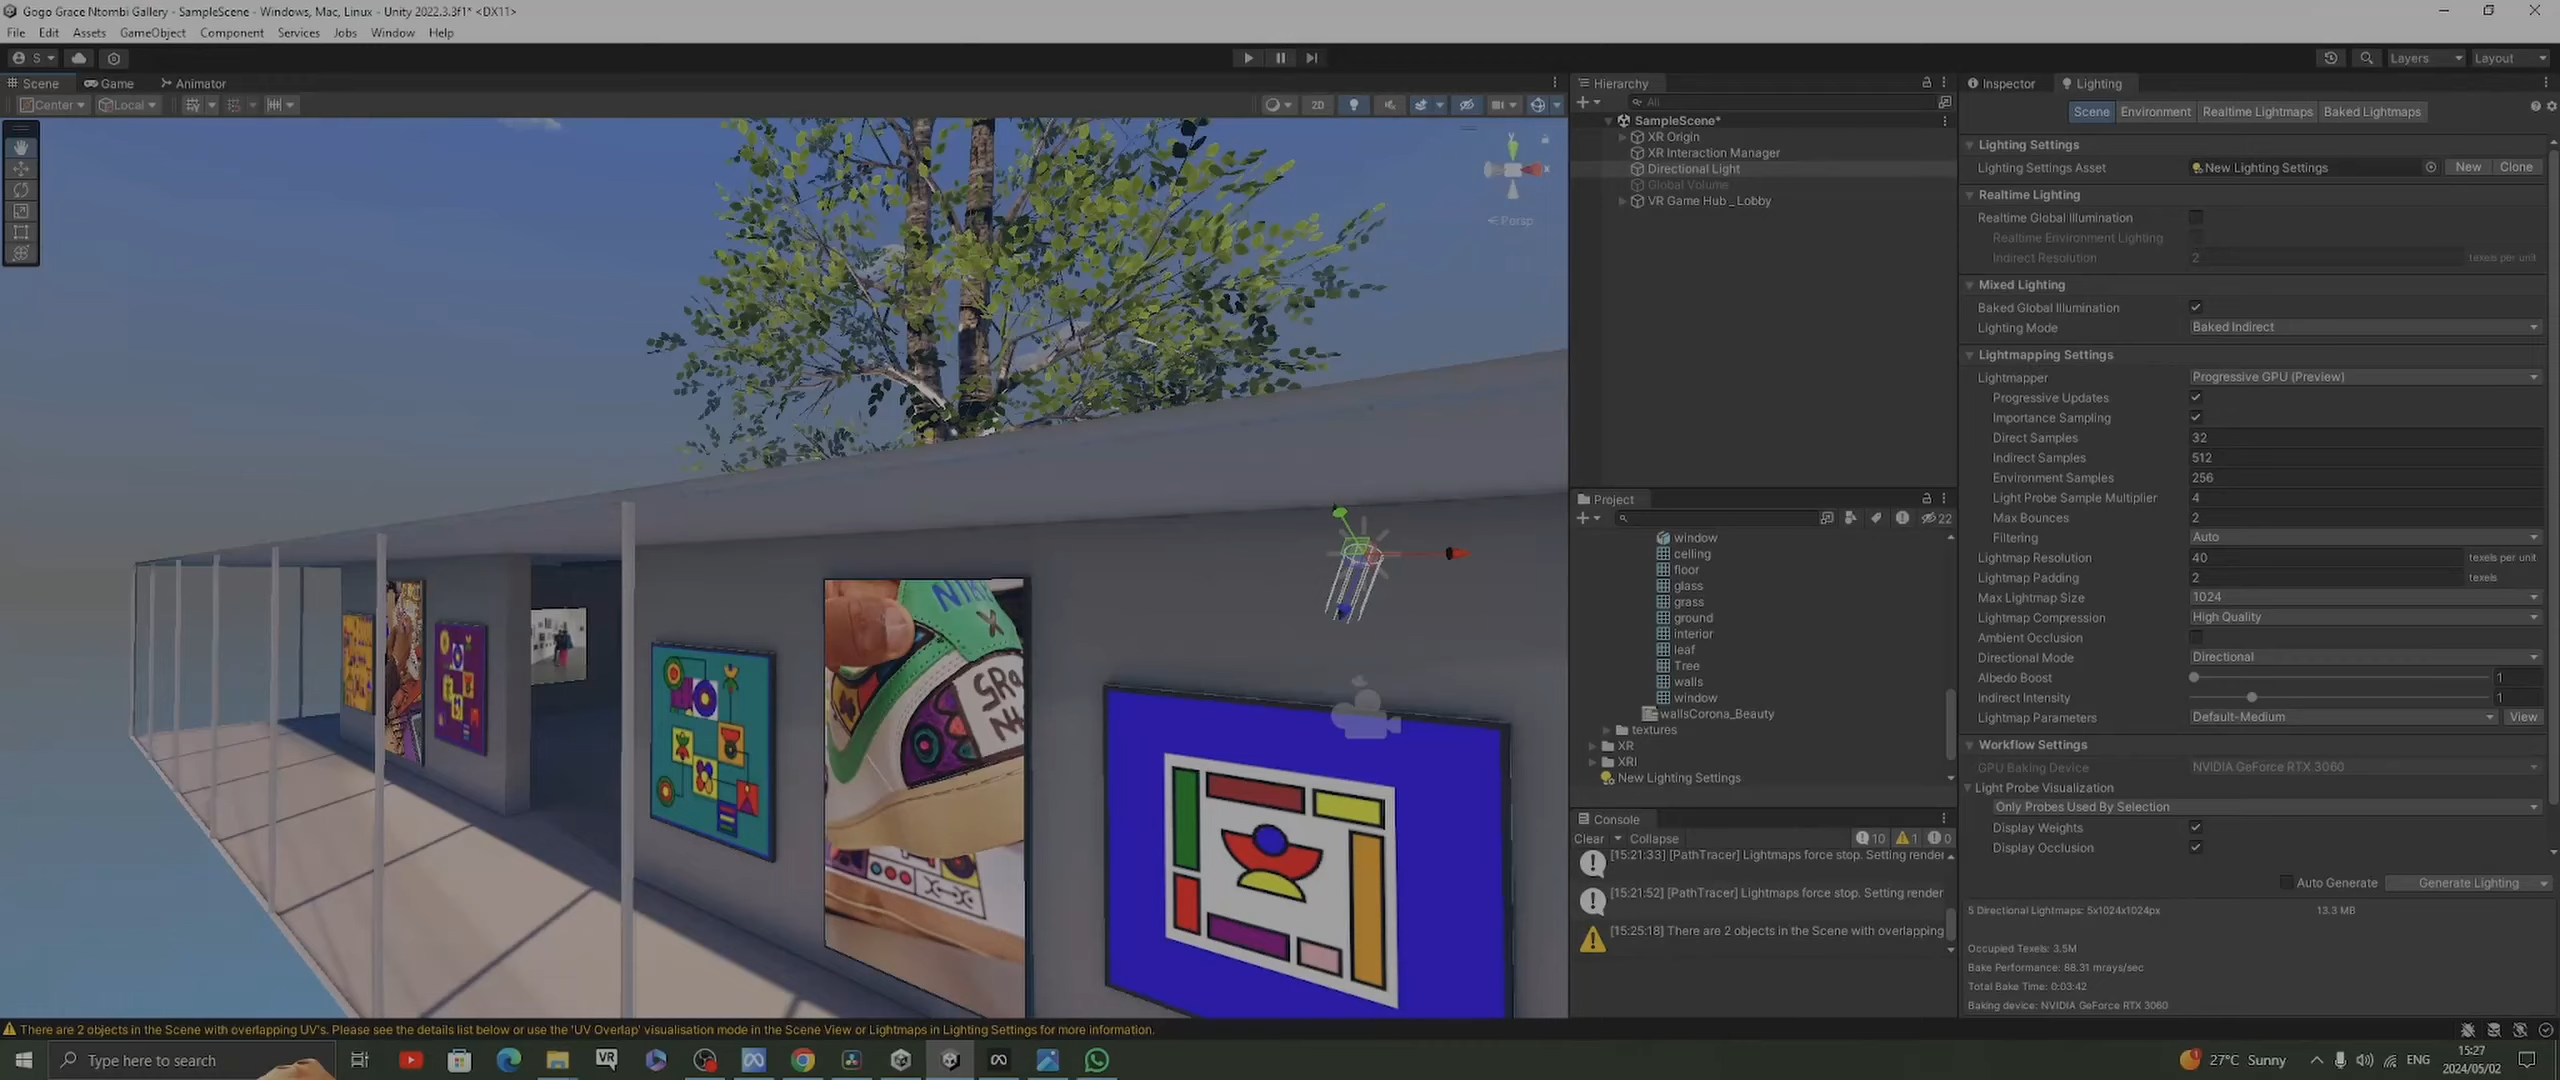 Gogo Grace Ntombi Gallery - SampleScene - Windows, Mac, Linux - Unity 2022.3.3f1* <DX11>
File Edit Assets GameObject Component Services Jobs Window Help
S Layers Layout
Scene Game Animator
Center Local 2D
y
x
Persp
NIKE
X
Hierarchy
All
SampleScene*
XR Origin
XR Interaction Manager
Directional Light
Global Volume
VR Game Hub _ Lobby
Project
22
window
celling
floor
glass
grass
ground
interior
leaf
Tree
walls
window
wallsCorona_Beauty
textures
XR
XRI
New Lighting Settings
Console
Clear Collapse 10 1 0
[15:21:33] [PathTracer] Lightmaps force stop. Setting render
[15:21:52] [PathTracer] Lightmaps force stop. Setting render
[15:25:18] There are 2 objects in the Scene with overlapping
Inspector Lighting
Scene Environment Realtime Lightmaps Baked Lightmaps
Lighting Settings
Lighting Settings Asset New Lighting Settings New Clone
Realtime Lighting
Realtime Global Illumination
Realtime Environment Lighting
Indirect Resolution 2 texels per unit
Mixed Lighting
Baked Global Illumination
Lighting Mode Baked Indirect
Lightmapping Settings
Lightmapper Progressive GPU (Preview)
Progressive Updates
Importance Sampling
Direct Samples 32
Indirect Samples 512
Environment Samples 256
Light Probe Sample Multiplier 4
Max Bounces 2
Filtering Auto
Lightmap Resolution 40 texels per unit
Lightmap Padding 2 texels
Max Lightmap Size 1024
Lightmap Compression High Quality
Ambient Occlusion
Directional Mode Directional
Albedo Boost 1
Indirect Intensity 1
Lightmap Parameters Default-Medium View
Workflow Settings
GPU Baking Device NVIDIA GeForce RTX 3060
Light Probe Visualization
Only Probes Used By Selection
Display Weights
Display Occlusion
Auto Generate Generate Lighting
5 Directional Lightmaps: 5x1024x1024px 13.3 MB
Occupied Texels: 3.5M
Bake Performance: 88.31 mrays/sec
Total Bake Time: 0:03:42
Baking device: NVIDIA GeForce RTX 3060
There are 2 objects in the Scene with overlapping UV's. Please see the details list below or use the 'UV Overlap' visualisation mode in the Scene View or Lightmaps in Lighting Settings for more information.
Type here to search VR 27°C Sunny ENG 15:27
2024/05/02